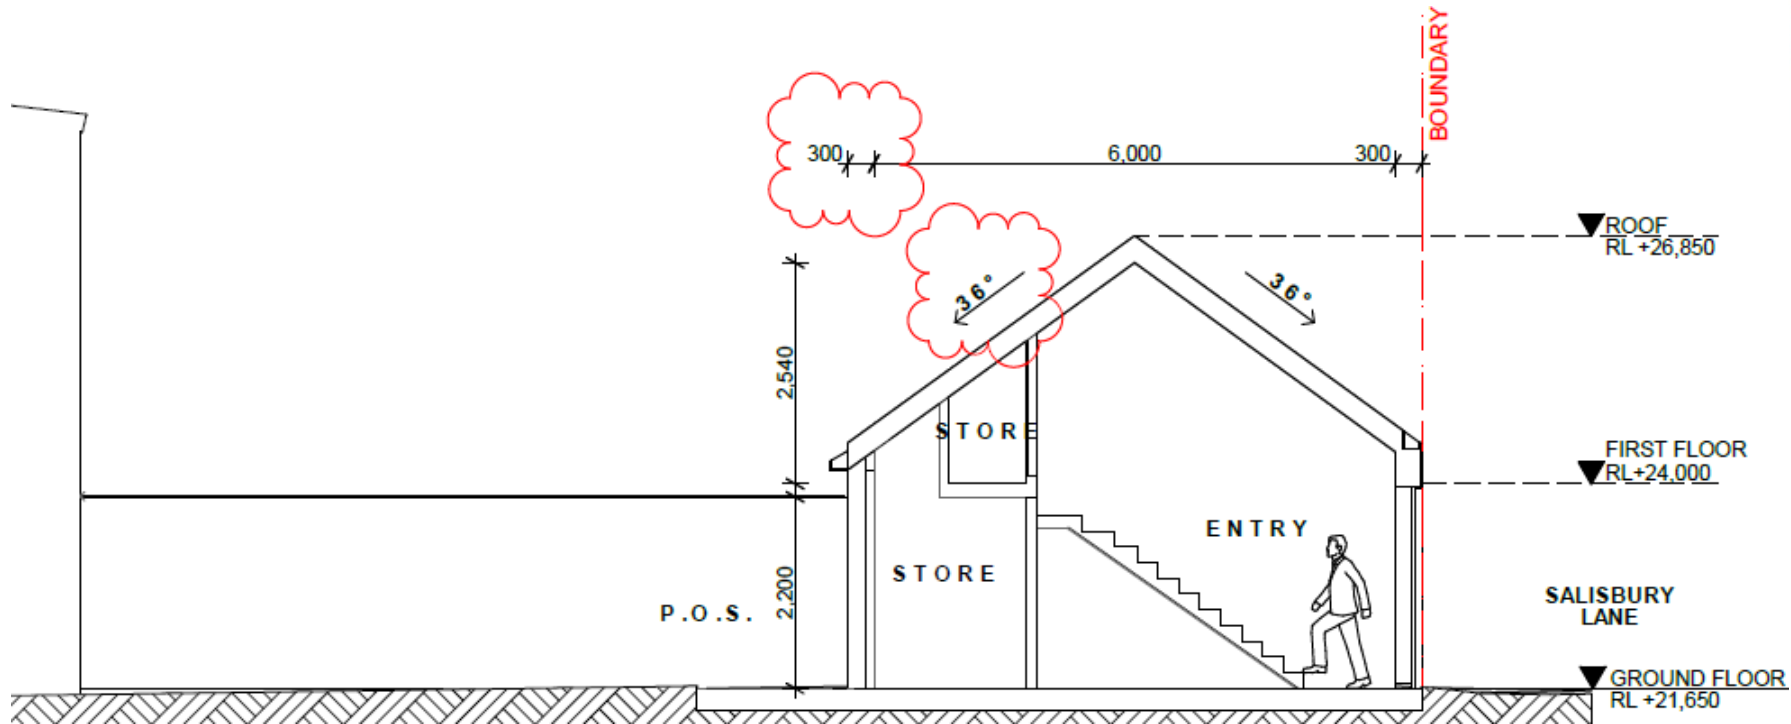 BOUNDARY
300
6,000
300
ROOF
RL +26,850
36°
36°
2,540
STORE
FIRST FLOOR
RL+24,000
ENTRY
STORE
2,200
P.O.S.
SALISBURY
LANE
GROUND FLOOR
RL +21,650